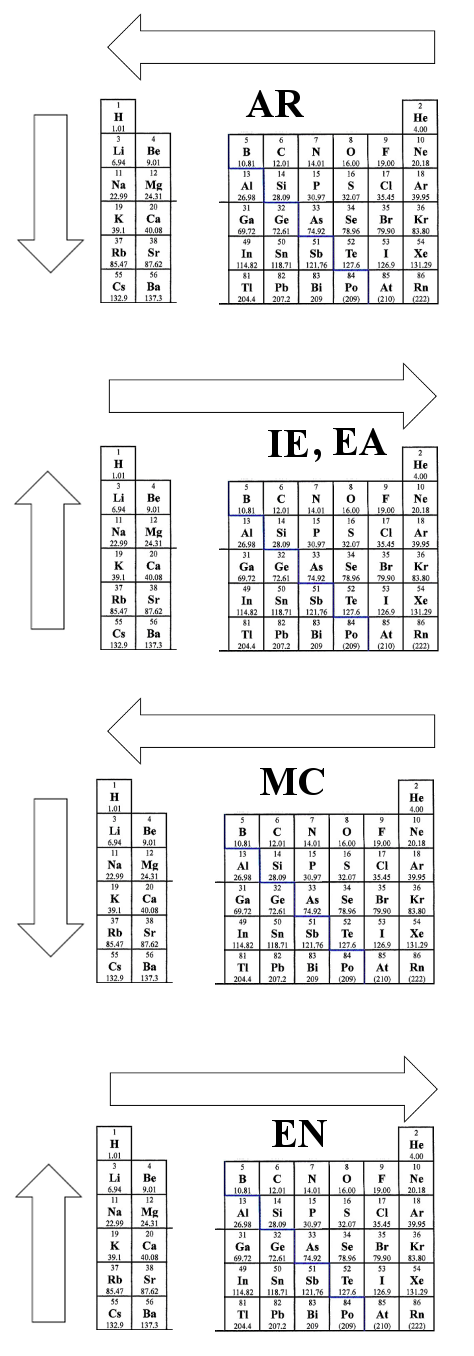 AR
1 2
H He
1.01 4.00
3 4 5 6 7 8 9 10
Li Be B C N O F Ne
6.94 9.01 10.81 12.01 14.01 16.00 19.00 20.18
11 12 13 14 15 16 17 18
Na Mg Al Si P S Cl Ar
22.99 24.31 26.98 28.09 30.97 32.07 35.45 39.95
19 20 31 32 33 34 35 36
K Ca Ga Ge As Se Br Kr
39.1 40.08 69.72 72.61 74.92 78.96 79.90 83.80
37 38 49 50 51 52 53 54
Rb Sr In Sn Sb Te I Xe
85.47 87.62 114.82 118.71 121.76 127.6 126.9 131.29
55 56 81 82 83 84 85 86
Cs Ba Tl Pb Bi Po At Rn
132.9 137.3 204.4 207.2 209 (209) (210) (222)
IE, EA
1 2
H He
1.01 4.00
3 4 5 6 7 8 9 10
Li Be B C N O F Ne
6.94 9.01 10.81 12.01 14.01 16.00 19.00 20.18
11 12 13 14 15 16 17 18
Na Mg Al Si P S Cl Ar
22.99 24.31 26.98 28.09 30.97 32.07 35.45 39.95
19 20 31 32 33 34 35 36
K Ca Ga Ge As Se Br Kr
39.1 40.08 69.72 72.61 74.92 78.96 79.90 83.80
37 38 49 50 51 52 53 54
Rb Sr In Sn Sb Te I Xe
85.47 87.62 114.82 118.71 121.76 127.6 126.9 131.29
55 56 81 82 83 84 85 86
Cs Ba Tl Pb Bi Po At Rn
132.9 137.3 204.4 207.2 209 (209) (210) (222)
MC
1 2
H He
1.01 4.00
3 4 5 6 7 8 9 10
Li Be B C N O F Ne
6.94 9.01 10.81 12.01 14.01 16.00 19.00 20.18
11 12 13 14 15 16 17 18
Na Mg Al Si P S Cl Ar
22.99 24.31 26.98 28.09 30.97 32.07 35.45 39.95
19 20 31 32 33 34 35 36
K Ca Ga Ge As Se Br Kr
39.1 40.08 69.72 72.61 74.92 78.96 79.90 83.80
37 38 49 50 51 52 53 54
Rb Sr In Sn Sb Te I Xe
85.47 87.62 114.82 118.71 121.76 127.6 126.9 131.29
55 56 81 82 83 84 85 86
Cs Ba Tl Pb Bi Po At Rn
132.9 137.3 204.4 207.2 209 (209) (210) (222)
EN
1 2
H He
1.01 4.00
3 4 5 6 7 8 9 10
Li Be B C N O F Ne
6.94 9.01 10.81 12.01 14.01 16.00 19.00 20.18
11 12 13 14 15 16 17 18
Na Mg Al Si P S Cl Ar
22.99 24.31 26.98 28.09 30.97 32.07 35.45 39.95
19 20 31 32 33 34 35 36
K Ca Ga Ge As Se Br Kr
39.1 40.08 69.72 72.61 74.92 78.96 79.90 83.80
37 38 49 50 51 52 53 54
Rb Sr In Sn Sb Te I Xe
85.47 87.62 114.82 118.71 121.76 127.6 126.9 131.29
55 56 81 82 83 84 85 86
Cs Ba Tl Pb Bi Po At Rn
132.9 137.3 204.4 207.2 209 (209) (210) (222)